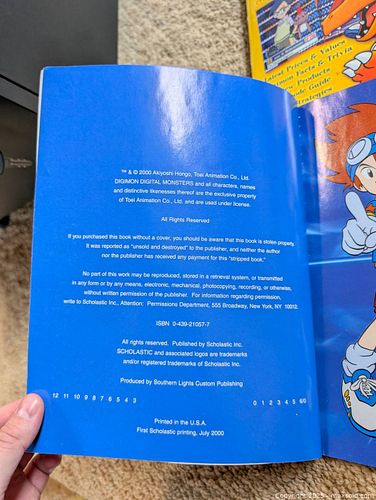 Latest Prices & Values
Facts & Trivia
Products
Guide
Strategies
™ & © 2000 Akiyoshi Hongo, Toei Animation Co., Ltd.
DIGIMON DIGITAL MONSTERS and all characters, names
and distinctive likenesses thereof are the exclusive property
of Toei Animation Co., Ltd. and are used under license.
All Rights Reserved
If you purchased this book without a cover, you should be aware that this book is stolen property.
It was reported as "unsold and destroyed" to the publisher, and neither the author
nor the publisher has received any payment for this "stripped book."
No part of this work may be reproduced, stored in a retrieval system, or transmitted
in any form or by any means, electronic, mechanical, photocopying, recording, or otherwise,
without written permission of the publisher. For information regarding permission,
write to Scholastic Inc., Attention: Permissions Department, 555 Broadway, New York, NY 10012.
ISBN 0-439-21057-7
All rights reserved. Published by Scholastic Inc.
SCHOLASTIC and associated logos are trademarks
and/or registered trademarks of Scholastic Inc.
Produced by Southern Lights Custom Publishing
12 11 10 9 8 7 6 5 4 3 0 1 2 3 4 5 6/0
Printed in the U.S.A.
First Scholastic printing, July 2000
Copyright 2025 - maxsold.com